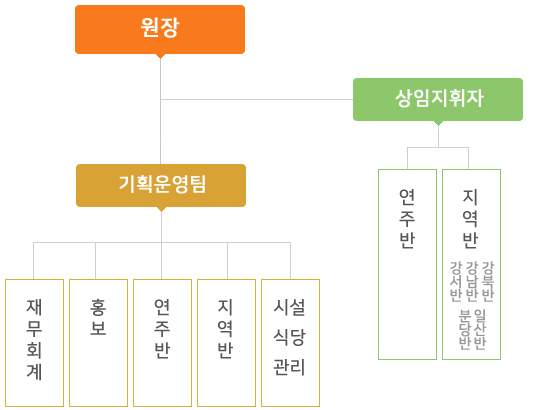 원장
상임지휘자
기획운영팀
연주반
지역반
강서반 강남반 강북반
분당반 일산반
재무회계
홍보
연주반
지역반
시설
식당
관리